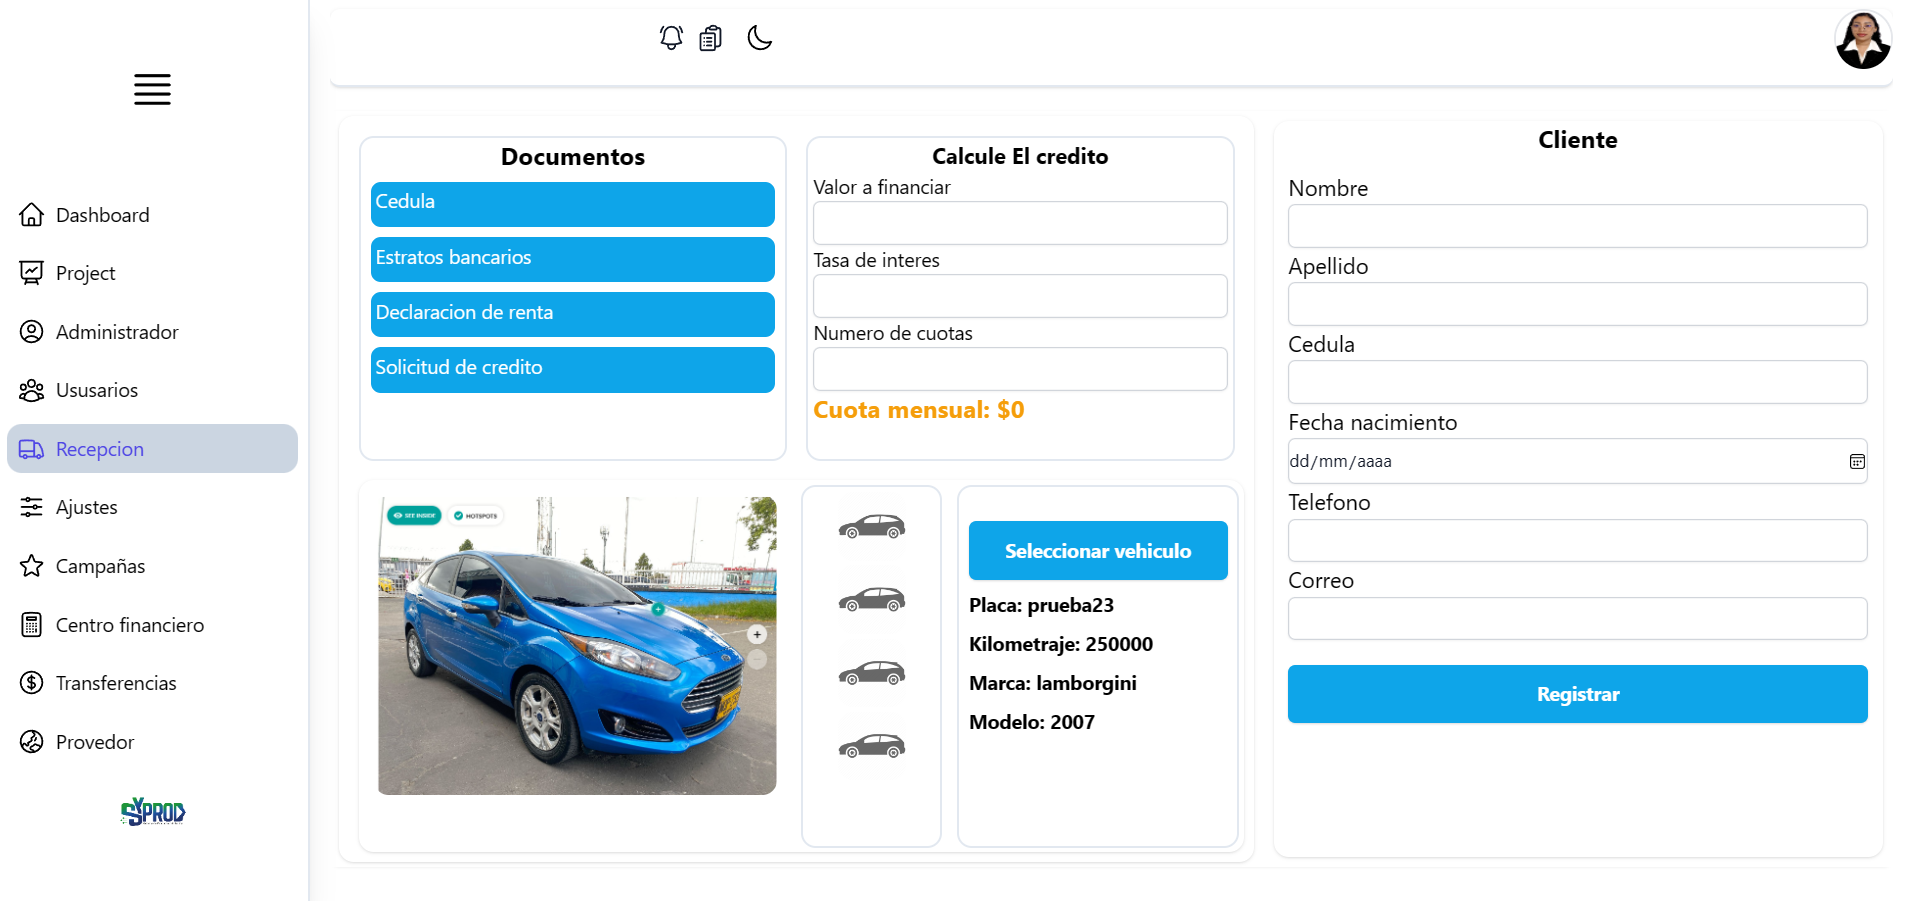 Dashboard
Project
Administrador
Ususarios
Recepcion
Ajustes
Campañas
Centro financiero
Transferencias
Provedor
SYPROD
Documentos
Cedula
Estratos bancarios
Declaracion de renta
Solicitud de credito
Calcule El credito
Valor a financiar
Tasa de interes
Numero de cuotas
Cuota mensual: $0
SEE INSIDE
HOTSPOTS
Seleccionar vehiculo
Placa: prueba23
Kilometraje: 250000
Marca: lamborgini
Modelo: 2007
Cliente
Nombre
Apellido
Cedula
Fecha nacimiento
dd/mm/aaaa
Telefono
Correo
Registrar